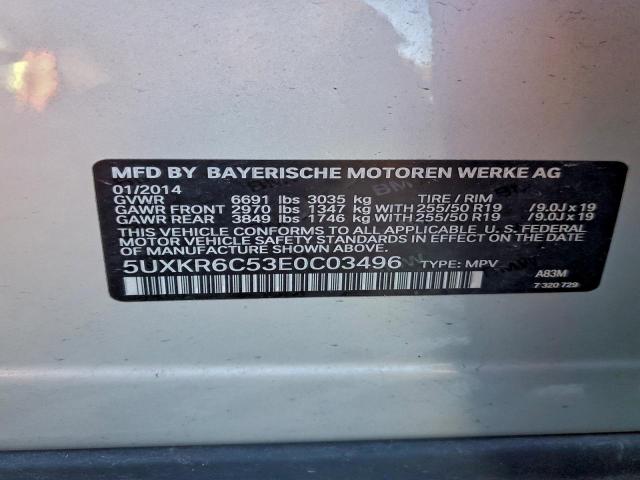 MFD BY BAYERISCHE MOTOREN WERKE AG
01/2014
GVWR 6691 lbs 3035 kg TIRE / RIM
GAWR FRONT 2970 lbs 1347 kg WITH 255/50 R19 /9.0J x 19
GAWR REAR 3849 lbs 1746 kg WITH 255/50 R19 /9.0J x 19
THIS VEHICLE CONFORMS TO ALL APPLICABLE U.S. FEDERAL
MOTOR VEHICLE SAFETY STANDARDS IN EFFECT ON THE DATE
OF MANUFACTURE SHOWN ABOVE.
5UXKR6C53E0C03496 TYPE: MPV A83M
7 320 729